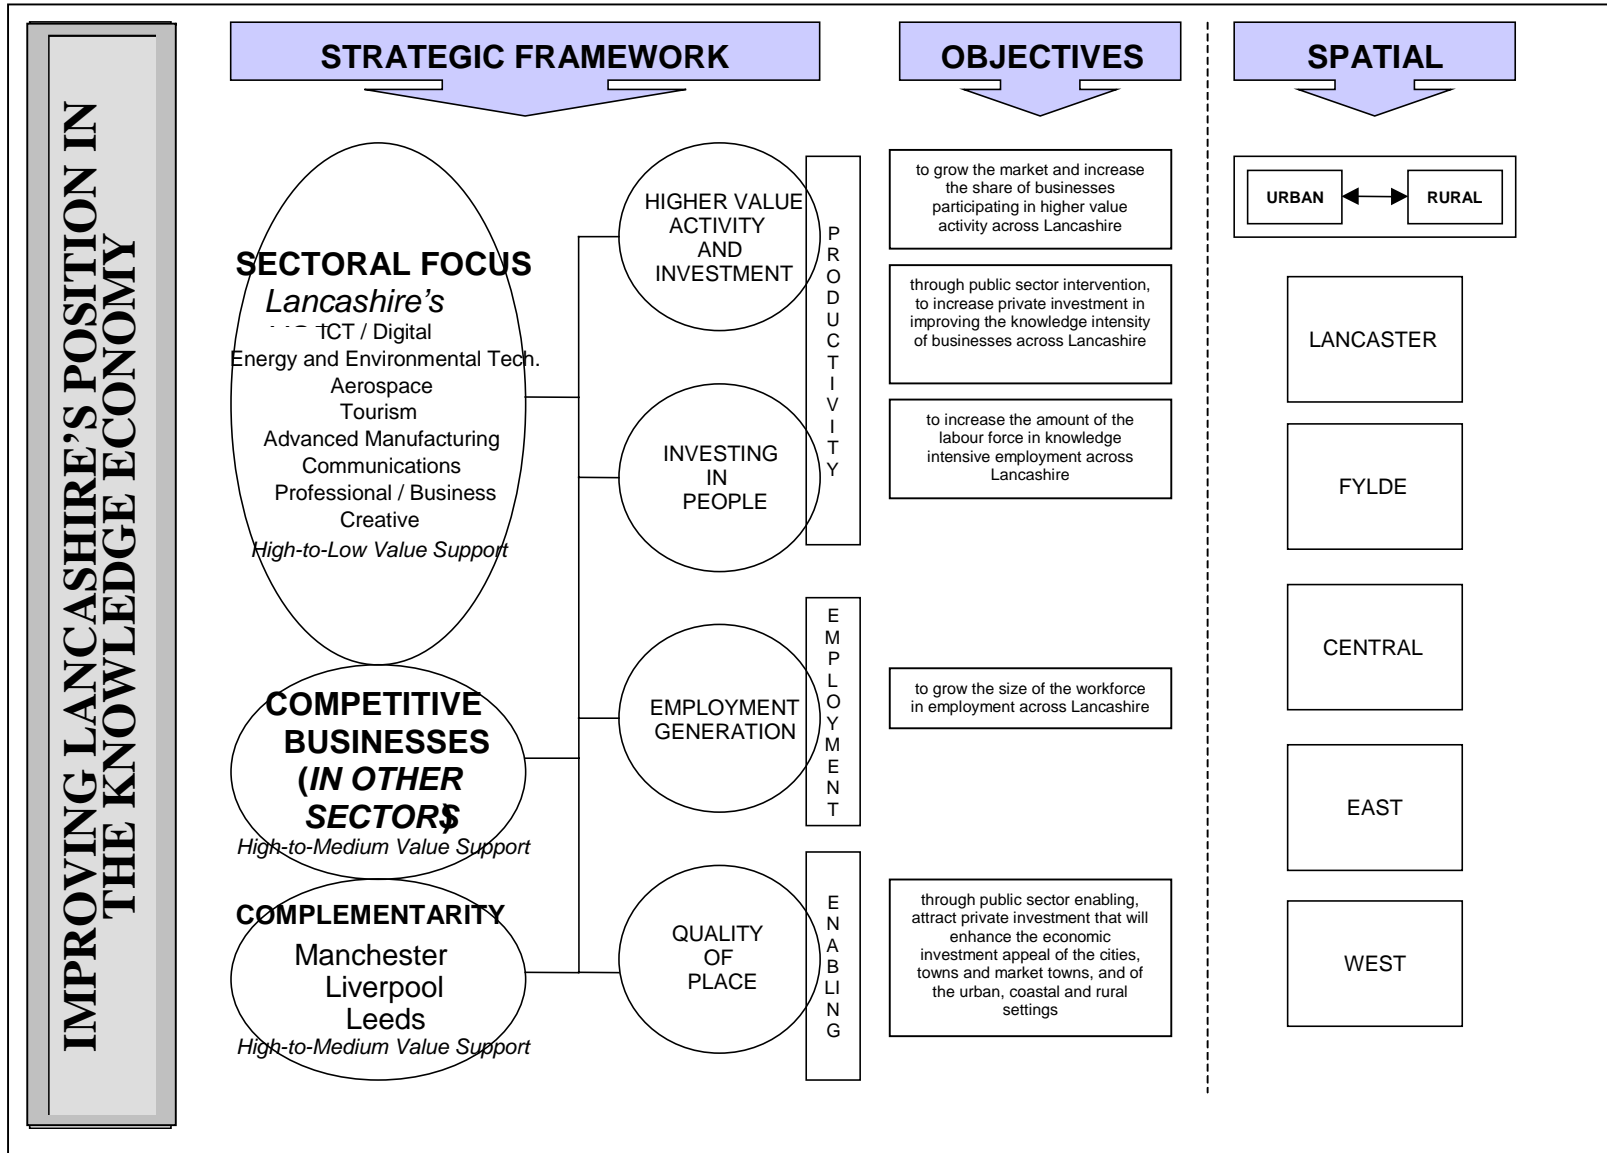 IMPROVING LANCASHIRE'S POSITION IN
THE KNOWLEDGE ECONOMY
STRATEGIC FRAMEWORK
SECTORAL FOCUS
Lancashire's
ICT / Digital
Energy and Environmental Tech.
Aerospace
Tourism
Advanced Manufacturing
Communications
Professional / Business
Creative
High-to-Low Value Support
COMPETITIVE
BUSINESSES
(IN OTHER
SECTORS)
High-to-Medium Value Support
COMPLEMENTARITY
Manchester
Liverpool
Leeds
High-to-Medium Value Support
HIGHER VALUE
ACTIVITY
AND
INVESTMENT
INVESTING
IN
PEOPLE
EMPLOYMENT
GENERATION
QUALITY
OF
PLACE
PRODUCTIVITY
EMPLOYMENT
ENABLING
OBJECTIVES
to grow the market and increase
the share of businesses
participating in higher value
activity across Lancashire
through public sector intervention,
to increase private investment in
improving the knowledge intensity
of businesses across Lancashire
to increase the amount of the
labour force in knowledge
intensive employment across
Lancashire
to grow the size of the workforce
in employment across Lancashire
through public sector enabling,
attract private investment that will
enhance the economic
investment appeal of the cities,
towns and market towns, and of
the urban, coastal and rural
settings
SPATIAL
URBAN
RURAL
LANCASTER
FYLDE
CENTRAL
EAST
WEST